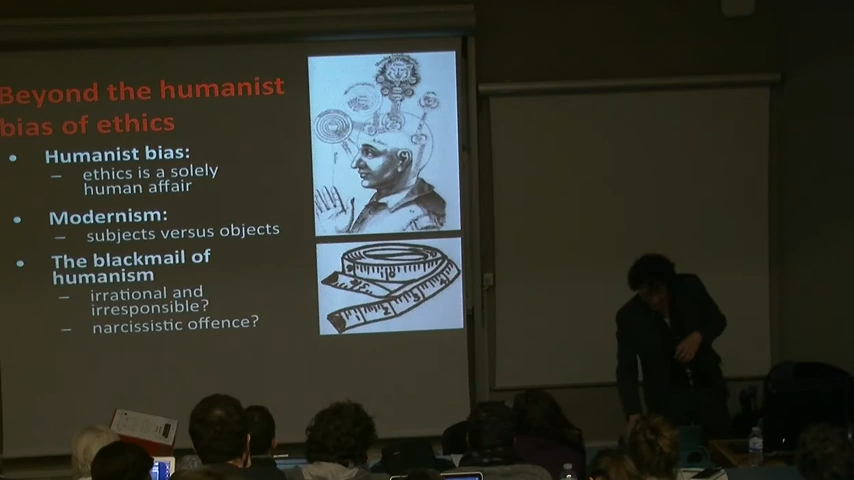 Beyond the humanist
bias of ethics
• Humanist bias:
– ethics is a solely
human affair
• Modernism:
– subjects versus objects
• The blackmail of
humanism
– irrational and
irresponsible?
– narcissistic offence?